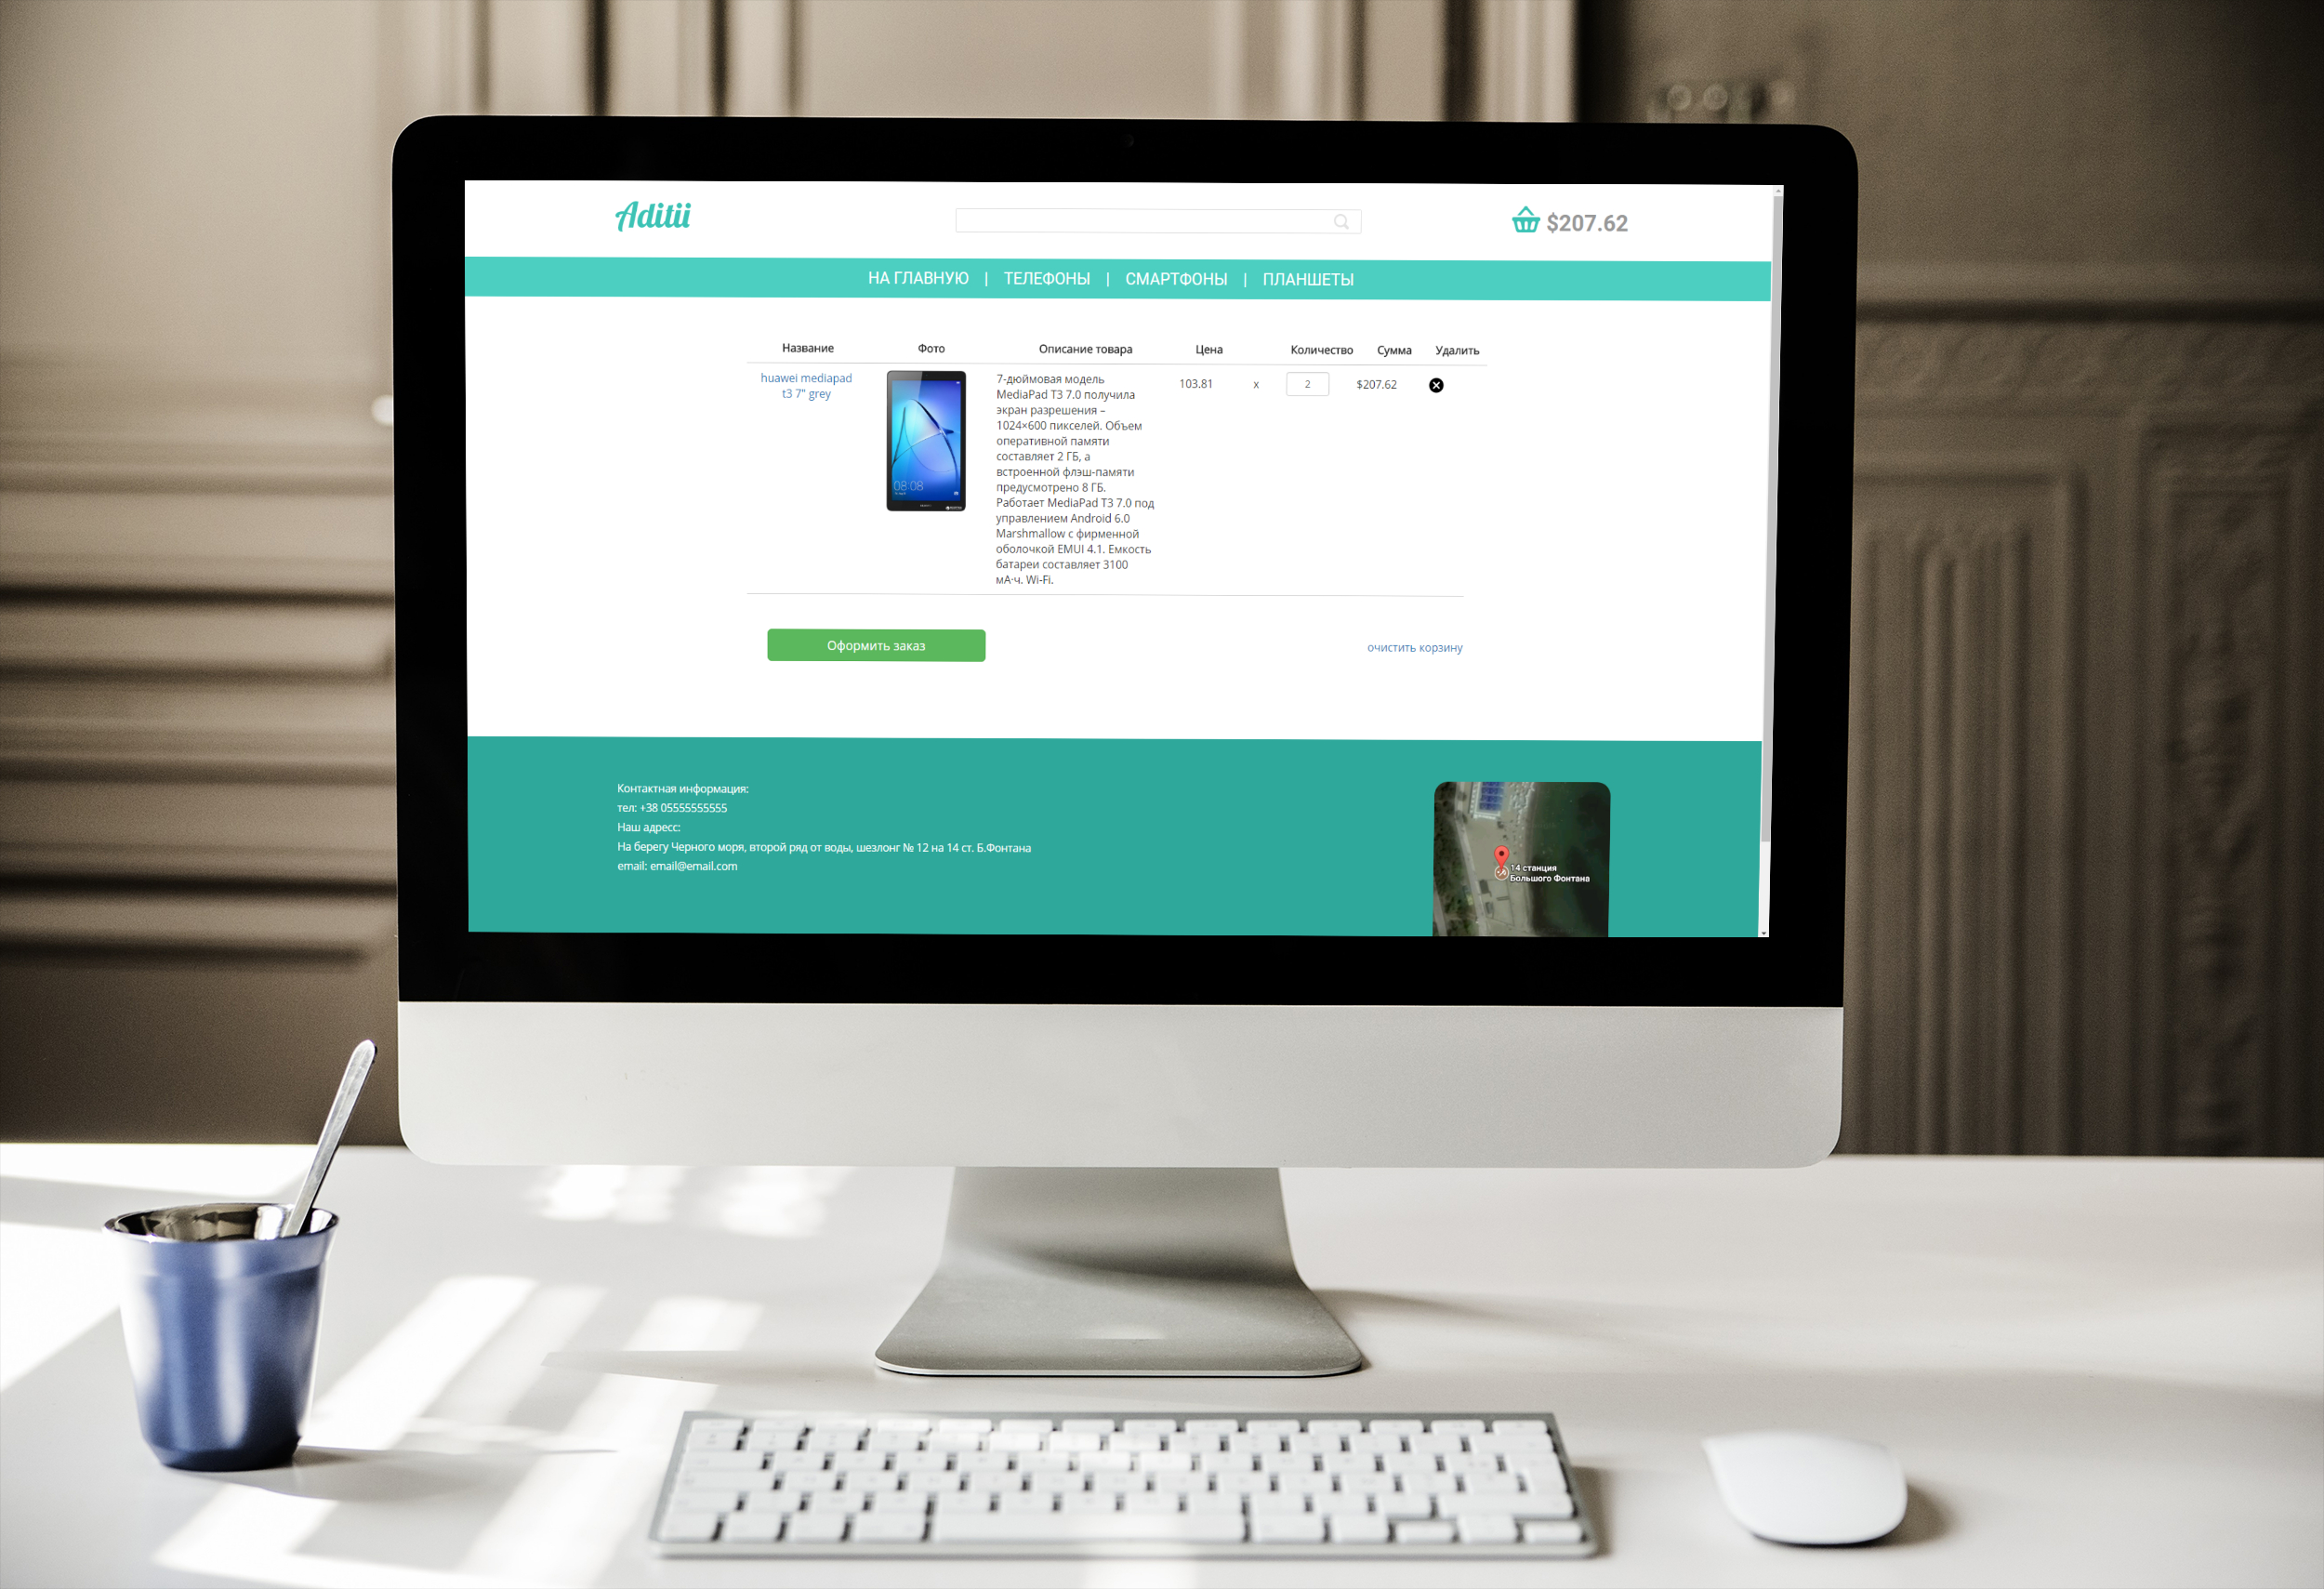 Aditii
$207.62
НА ГЛАВНУЮ | ТЕЛЕФОНЫ | СМАРТФОНЫ | ПЛАНШЕТЫ
Название Фото Описание товара Цена Количество Сумма Удалить
huawei mediapad
t3 7" grey
08:08
7-дюймовая модель
MediaPad T3 7.0 получила
экран разрешения –
1024×600 пикселей. Объем
оперативной памяти
составляет 2 ГБ, а
встроенной флэш-памяти
предусмотрено 8 ГБ.
Работает MediaPad T3 7.0 под
управлением Android 6.0
Marshmallow с фирменной
оболочкой EMUI 4.1. Емкость
батареи составляет 3100
мА·ч. Wi-Fi.
103.81 x 2 $207.62
Оформить заказ
очистить корзину
Контактная информация:
тел: +38 05555555555
Наш адресс:
На берегу Черного моря, второй ряд от воды, шезлонг № 12 на 14 ст. Б.Фонтана
email: email@email.com
14 станция
Большого Фонтана